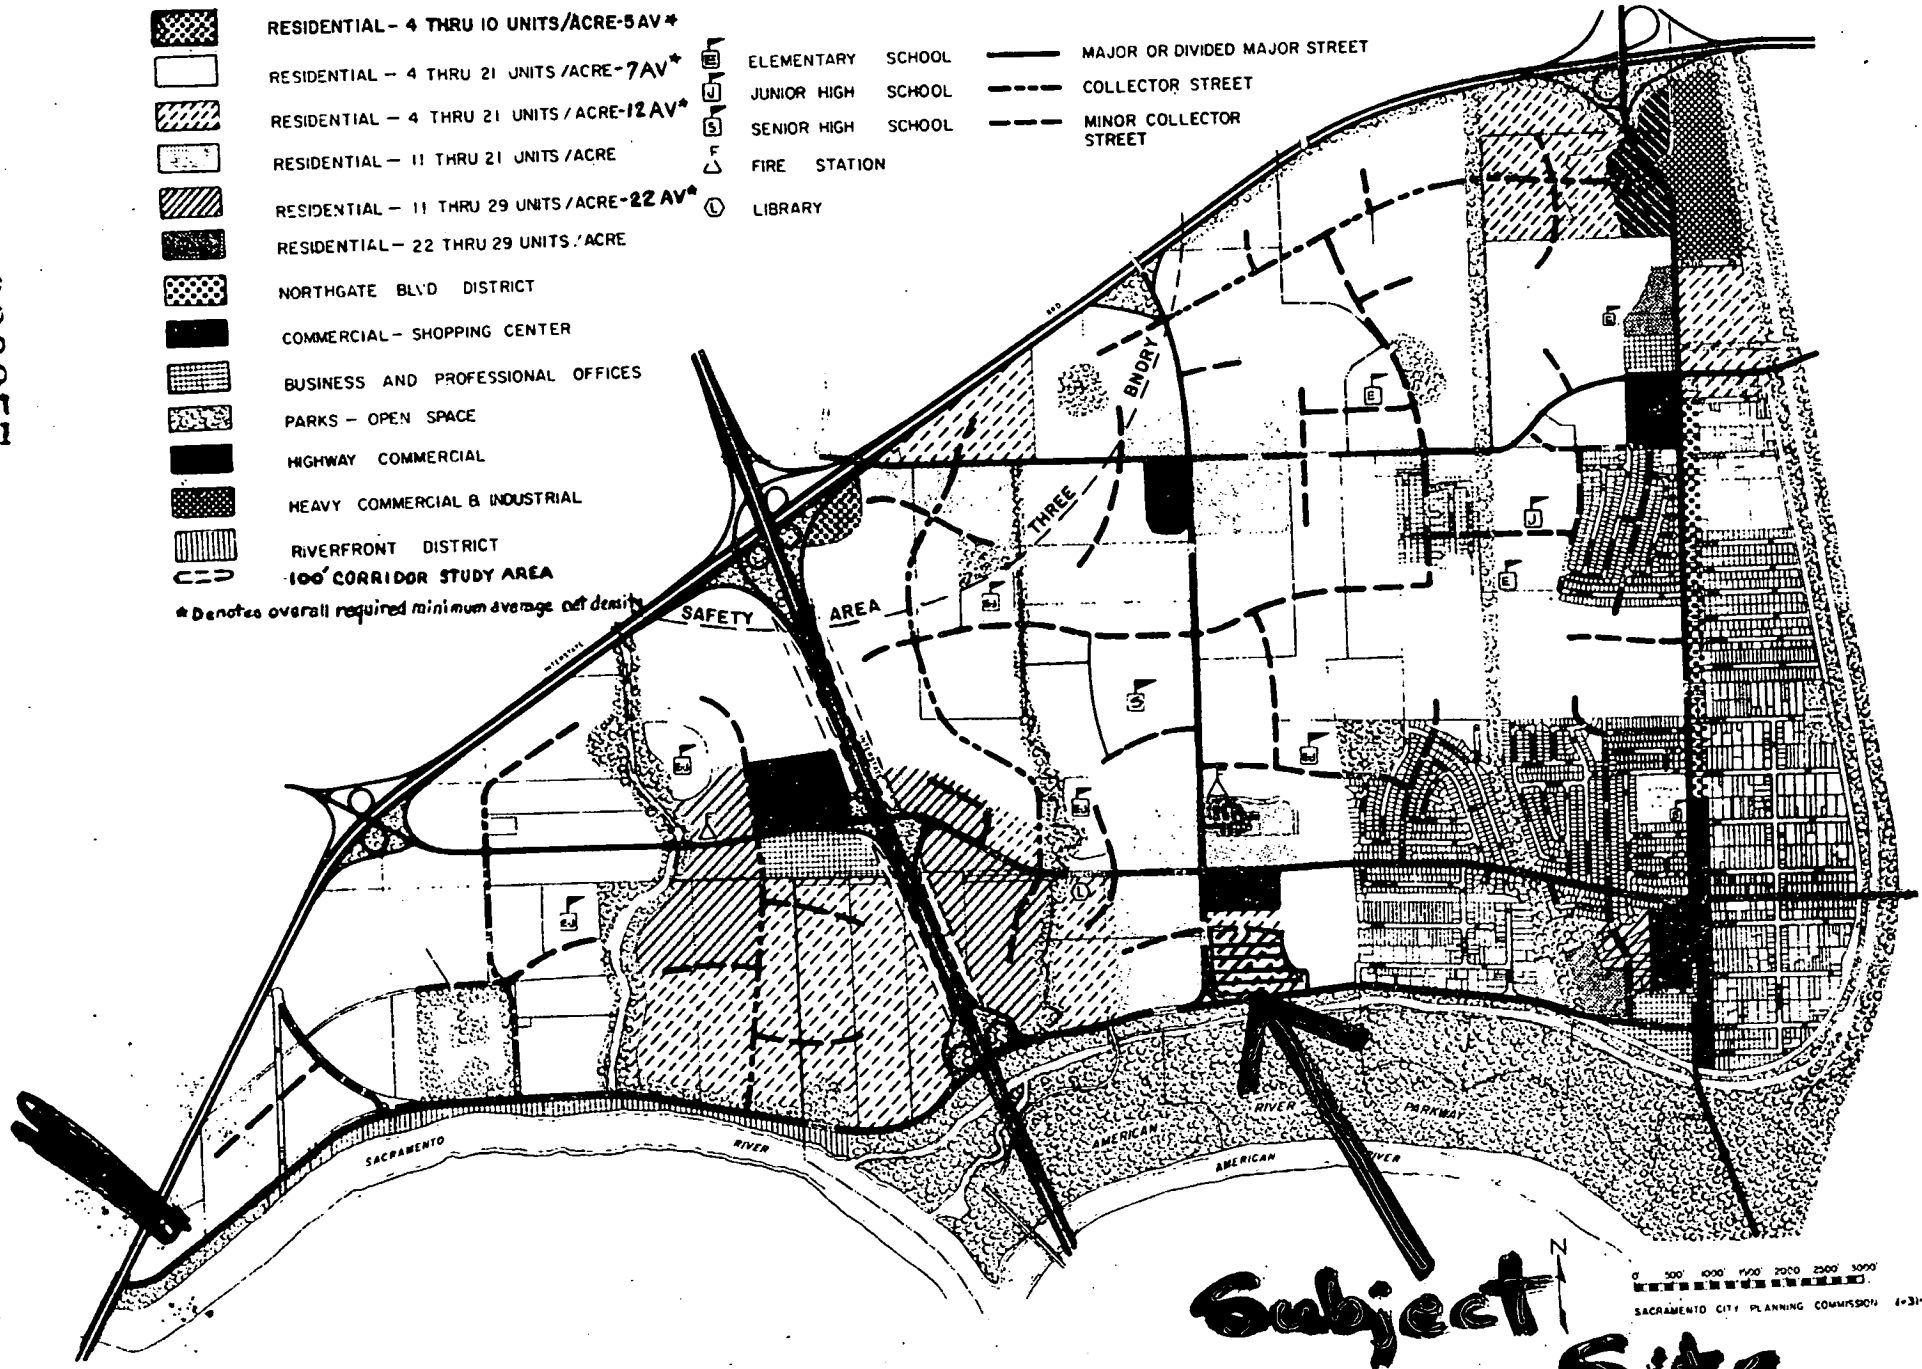 RESIDENTIAL - 4 THRU 10 UNITS/ACRE-5AV*
RESIDENTIAL - 4 THRU 21 UNITS/ACRE-7AV*
RESIDENTIAL - 4 THRU 21 UNITS/ACRE-12AV*
RESIDENTIAL - 11 THRU 21 UNITS/ACRE
RESIDENTIAL - 11 THRU 29 UNITS/ACRE-22AV*
RESIDENTIAL - 22 THRU 29 UNITS/ACRE
NORTHGATE BLVD DISTRICT
COMMERCIAL - SHOPPING CENTER
BUSINESS AND PROFESSIONAL OFFICES
PARKS - OPEN SPACE
HIGHWAY COMMERCIAL
HEAVY COMMERCIAL & INDUSTRIAL
RIVERFRONT DISTRICT
100' CORRIDOR STUDY AREA
*Denotes overall required minimum average net density
E ELEMENTARY SCHOOL
J JUNIOR HIGH SCHOOL
S SENIOR HIGH SCHOOL
F FIRE STATION
L LIBRARY
MAJOR OR DIVIDED MAJOR STREET
COLLECTOR STREET
MINOR COLLECTOR
STREET
INTERSTATE
880
SAFETY AREA THREE BNDRY
E
E
J
E
E-J
J
E-J
E-J
E-J
S
F
L
E-J
SACRAMENTO RIVER
AMERICAN RIVER PARKWAY
AMERICAN RIVER
Subject
Site
N
0' 500' 1000' 1500' 2000' 2500' 3000'
SACRAMENTO CITY PLANNING COMMISSION